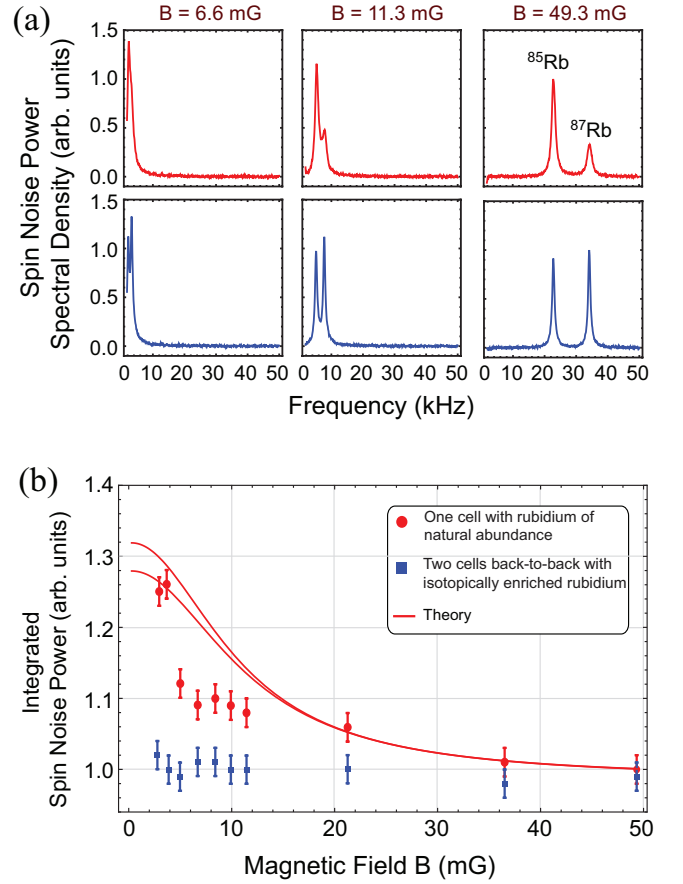 (a)
B = 6.6 mG
B = 11.3 mG
B = 49.3 mG
Spin Noise Power
Spectral Density (arb. units)
1.5
1.0
0.5
0.0
⁸⁵Rb
⁸⁷Rb
1.5
1.0
0.5
0.0
0 10 20 30 40 50
0 10 20 30 40 50
0 10 20 30 40 50
Frequency (kHz)
(b)
Integrated
Spin Noise Power (arb. units)
1.4
1.3
1.2
1.1
1.0
One cell with rubidium of
natural abundance
Two cells back-to-back with
isotopically enriched rubidium
Theory
0 10 20 30 40 50
Magnetic Field B (mG)